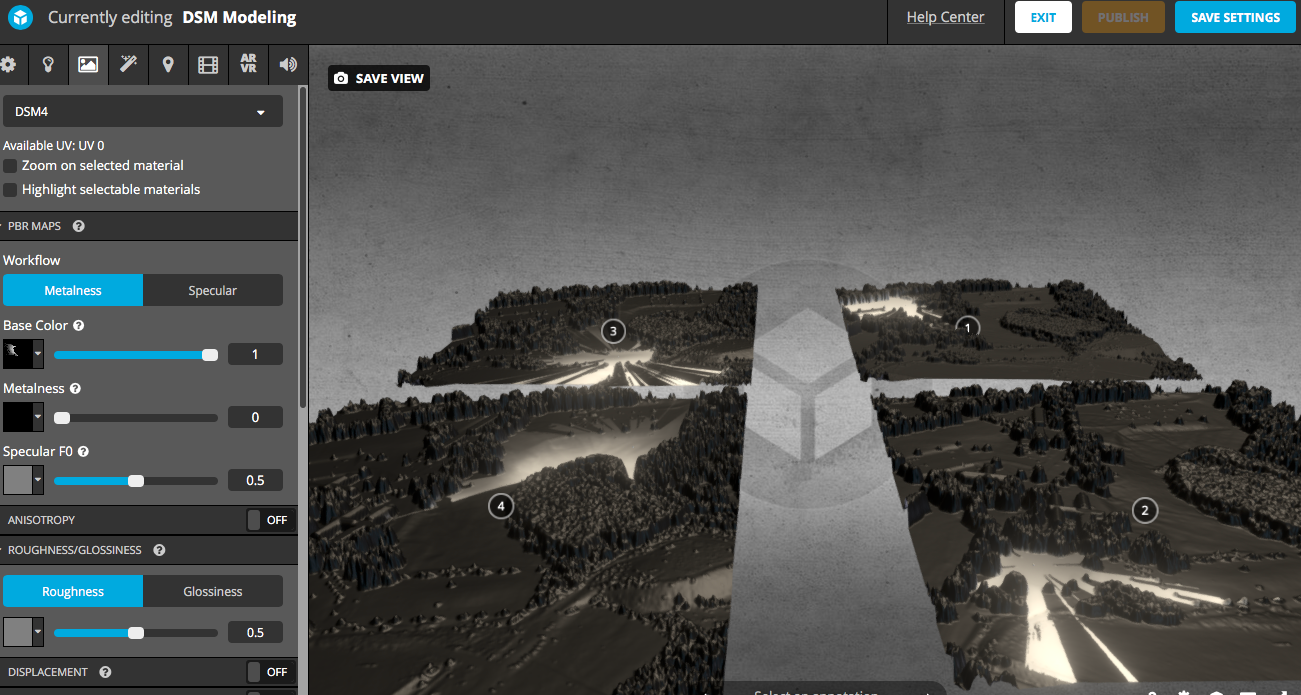 Currently editing DSM Modeling
Help Center
EXIT
PUBLISH
SAVE SETTINGS
AR
VR
SAVE VIEW
DSM4
Available UV: UV 0
Zoom on selected material
Highlight selectable materials
PBR MAPS ?
Workflow
Metalness Specular
Base Color ?
1
Metalness ?
0
Specular F0 ?
0.5
ANISOTROPY OFF
ROUGHNESS/GLOSSINESS ?
Roughness Glossiness
0.5
DISPLACEMENT ? OFF
3
1
4
2
Select an annotation